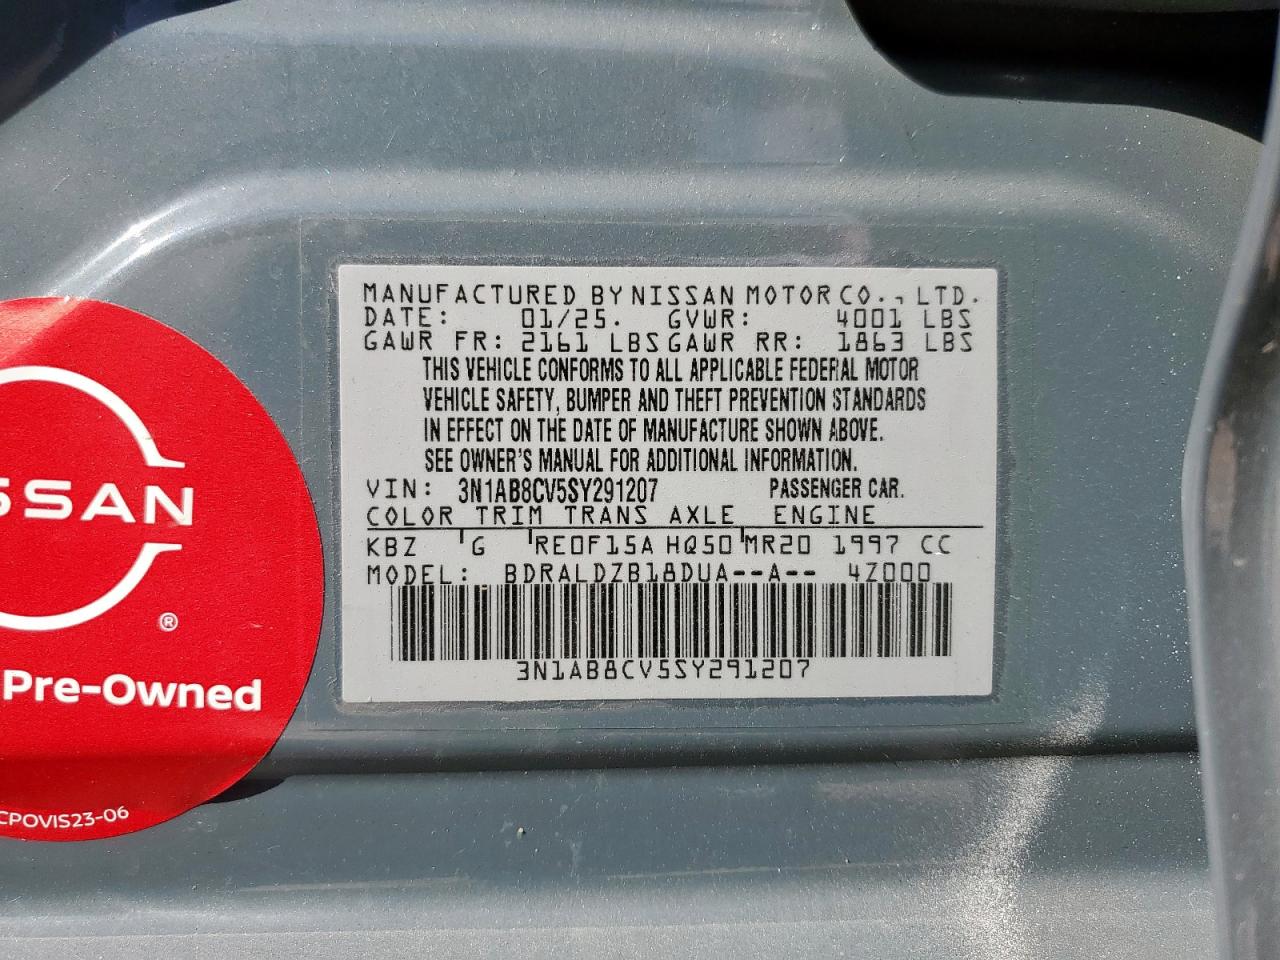 MANUFACTURED BY NISSAN MOTOR CO., LTD.
DATE: 01/25. GVWR: 4001 LBS
GAWR FR: 2161 LBS GAWR RR: 1863 LBS
THIS VEHICLE CONFORMS TO ALL APPLICABLE FEDERAL MOTOR
VEHICLE SAFETY, BUMPER AND THEFT PREVENTION STANDARDS
IN EFFECT ON THE DATE OF MANUFACTURE SHOWN ABOVE.
SEE OWNER'S MANUAL FOR ADDITIONAL INFORMATION.
VIN: 3N1AB8CV5SY291207 PASSENGER CAR.
COLOR TRIM TRANS AXLE ENGINE
KBZ G RE0F15A HQ50 MR20 1997 CC
MODEL: BDRALDZB18DUA--A-- 4Z000
3N1AB8CV5SY291207
SSAN
®
Pre-Owned
CPOVIS23-06